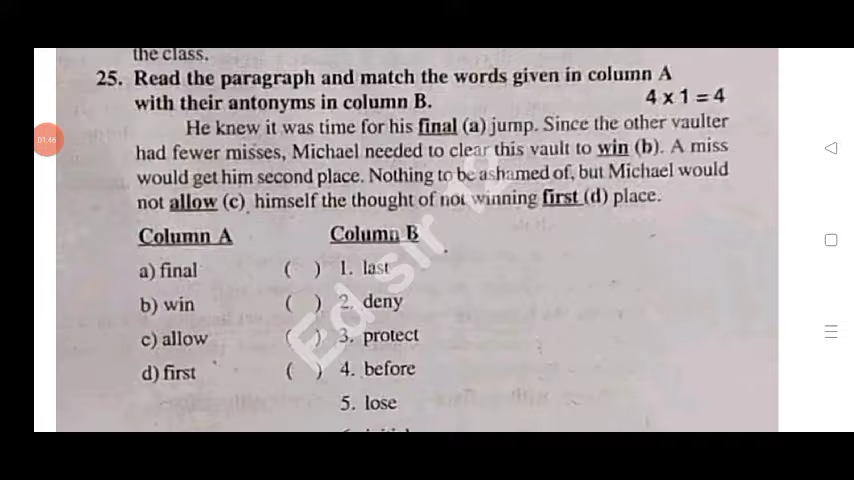 the class.
25. Read the paragraph and match the words given in column A
with their antonyms in column B. 4 x 1 = 4
He knew it was time for his final (a) jump. Since the other vaulter
had fewer misses, Michael needed to clear this vault to win (b). A miss
would get him second place. Nothing to be ashamed of, but Michael would
not allow (c) himself the thought of not winning first (d) place.
Column A Column B
a) final ( ) 1. last
b) win ( ) 2. deny
c) allow ( ) 3. protect
d) first ( ) 4. before
5. lose
01:46
Ed sir